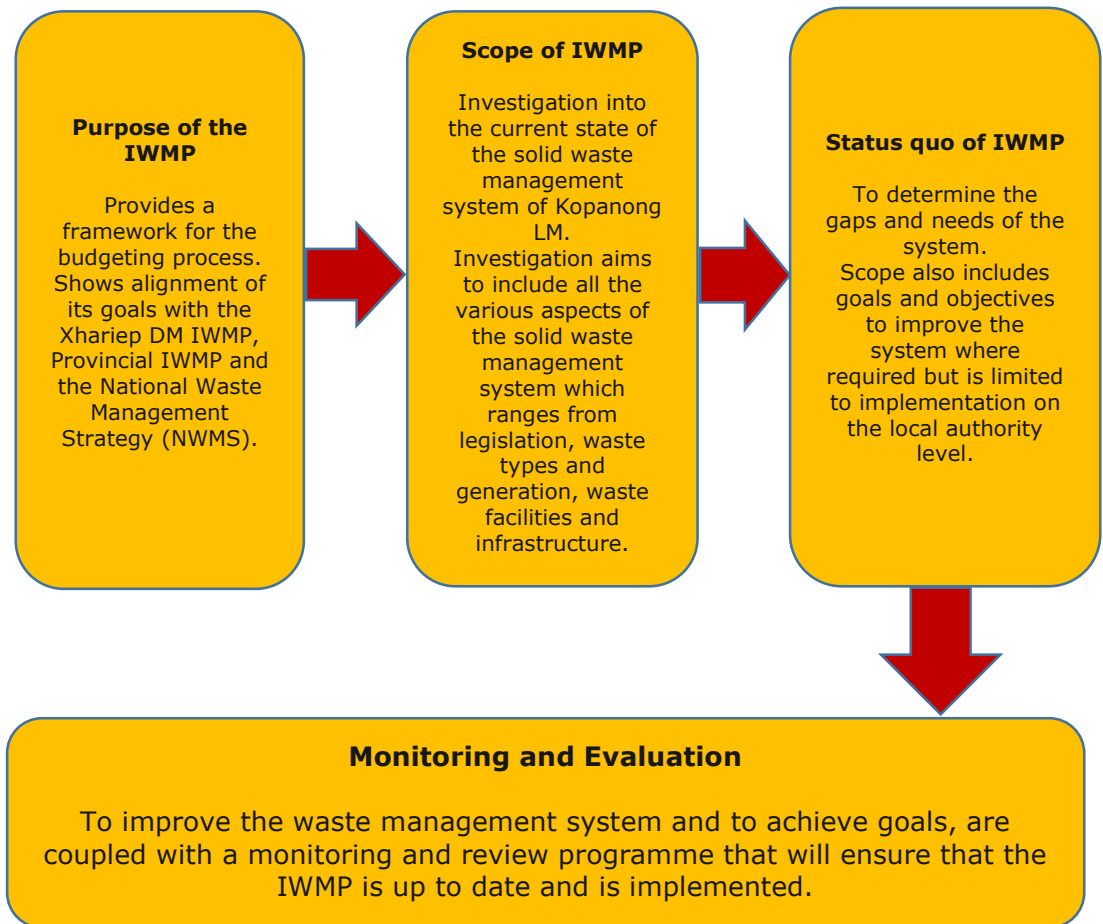 Purpose of the
IWMP
Provides a
framework for the
budgeting process.
Shows alignment of
its goals with the
Xhariep DM IWMP,
Provincial IWMP and
the National Waste
Management
Strategy (NWMS).
Scope of IWMP
Investigation into
the current state of
the solid waste
management
system of Kopanong
LM.
Investigation aims
to include all the
various aspects of
the solid waste
management
system which
ranges from
legislation, waste
types and
generation, waste
facilities and
infrastructure.
Status quo of IWMP
To determine the
gaps and needs of the
system.
Scope also includes
goals and objectives
to improve the
system where
required but is limited
to implementation on
the local authority
level.
Monitoring and Evaluation
To improve the waste management system and to achieve goals, are
coupled with a monitoring and review programme that will ensure that the
IWMP is up to date and is implemented.